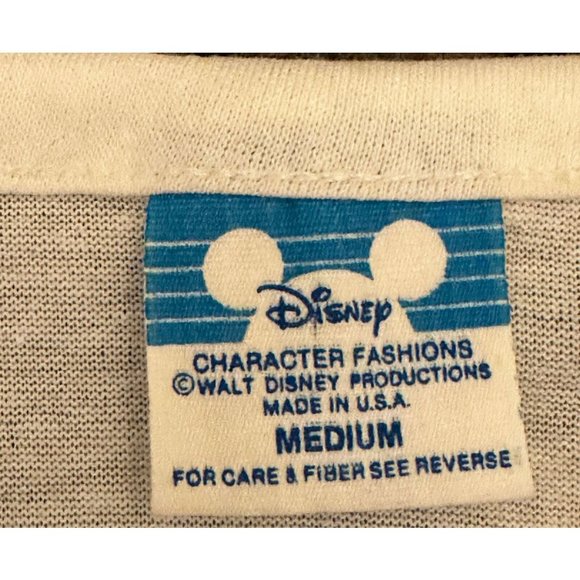 Disney
CHARACTER FASHIONS
©WALT DISNEY PRODUCTIONS
MADE IN U.S.A.
MEDIUM
FOR CARE & FIBER SEE REVERSE